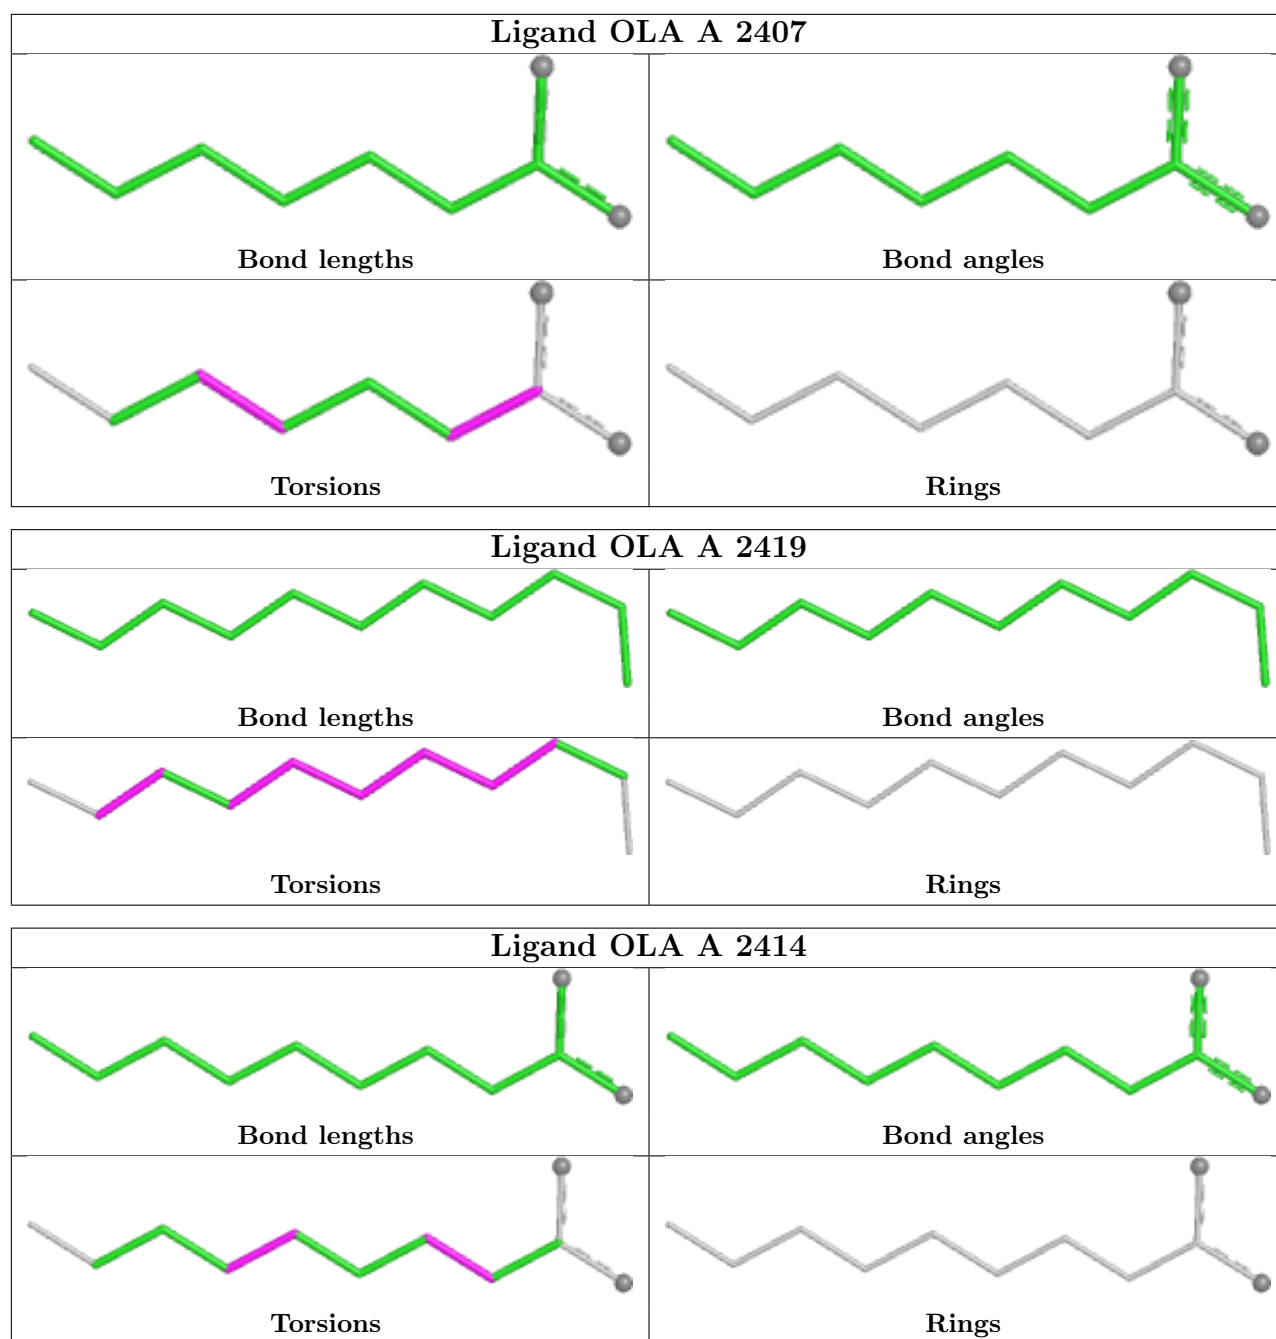 Ligand OLA A 2407
Bond lengths
Bond angles
Torsions
Rings
Ligand OLA A 2419
Bond lengths
Bond angles
Torsions
Rings
Ligand OLA A 2414
Bond lengths
Bond angles
Torsions
Rings